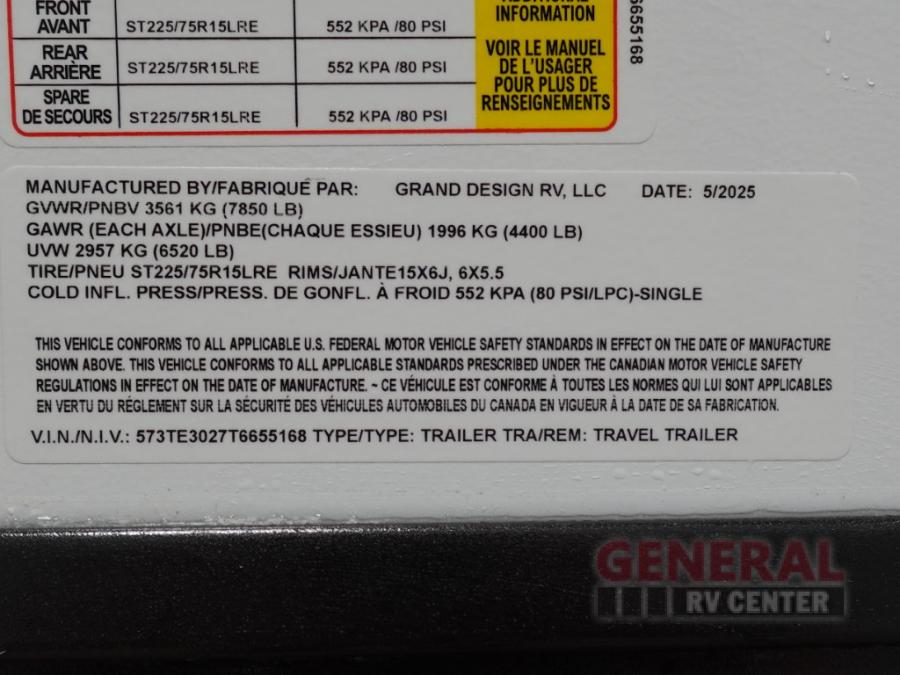 FRONT
AVANT ST225/75R15LRE 552 KPA /80 PSI
INFORMATION
REAR
ARRIÈRE ST225/75R15LRE 552 KPA /80 PSI
SPARE
DE SECOURS ST225/75R15LRE 552 KPA /80 PSI
VOIR LE MANUEL
DE L'USAGER
POUR PLUS DE
RENSEIGNEMENTS
6655168
MANUFACTURED BY/FABRIQUÉ PAR: GRAND DESIGN RV, LLC DATE: 5/2025
GVWR/PNBV 3561 KG (7850 LB)
GAWR (EACH AXLE)/PNBE(CHAQUE ESSIEU) 1996 KG (4400 LB)
UVW 2957 KG (6520 LB)
TIRE/PNEU ST225/75R15LRE RIMS/JANTE15X6J, 6X5.5
COLD INFL. PRESS/PRESS. DE GONFL. À FROID 552 KPA (80 PSI/LPC)-SINGLE
THIS VEHICLE CONFORMS TO ALL APPLICABLE U.S. FEDERAL MOTOR VEHICLE SAFETY STANDARDS IN EFFECT ON THE DATE OF MANUFACTURE
SHOWN ABOVE. THIS VEHICLE CONFORMS TO ALL APPLICABLE STANDARDS PRESCRIBED UNDER THE CANADIAN MOTOR VEHICLE SAFETY
REGULATIONS IN EFFECT ON THE DATE OF MANUFACTURE. ~ CE VÉHICULE EST CONFORME À TOUTES LES NORMES QUI LUI SONT APPLICABLES
EN VERTU DU RÉGLEMENT SUR LA SÉCURITÉ DES VÉHICULES AUTOMOBILES DU CANADA EN VIGUEUR À LA DATE DE SA FABRICATION.
V.I.N./N.I.V.: 573TE3027T6655168 TYPE/TYPE: TRAILER TRA/REM: TRAVEL TRAILER
GENERAL
RV CENTER